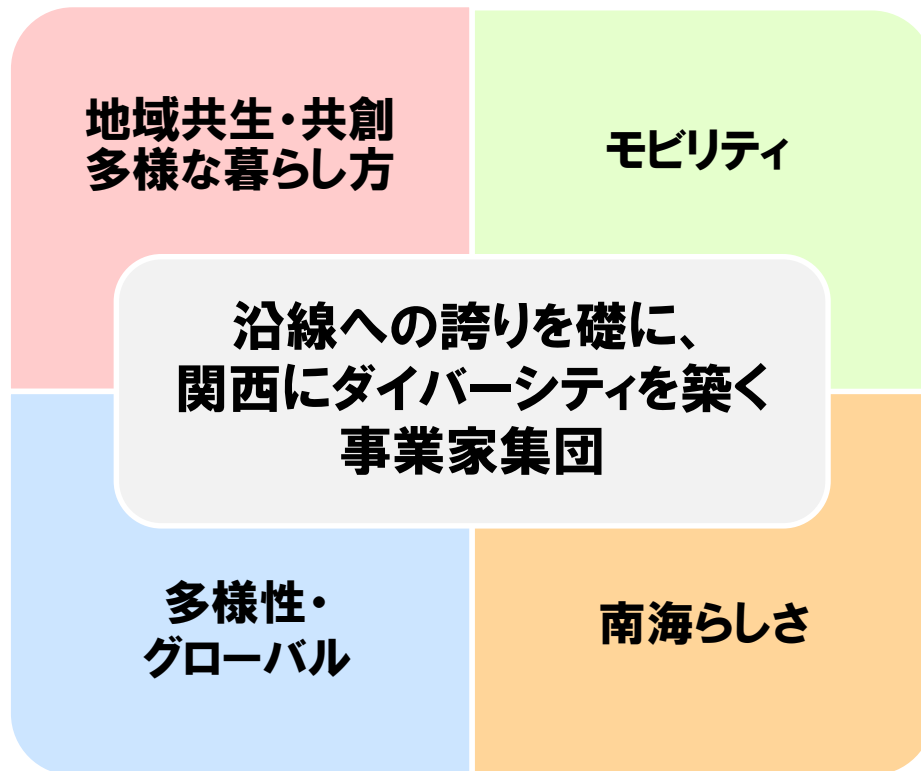 地域共生・共創
多様な暮らし方
モビリティ
沿線への誇りを礎に、
関西にダイバーシティを築く
事業家集団
多様性・
グローバル
南海らしさ